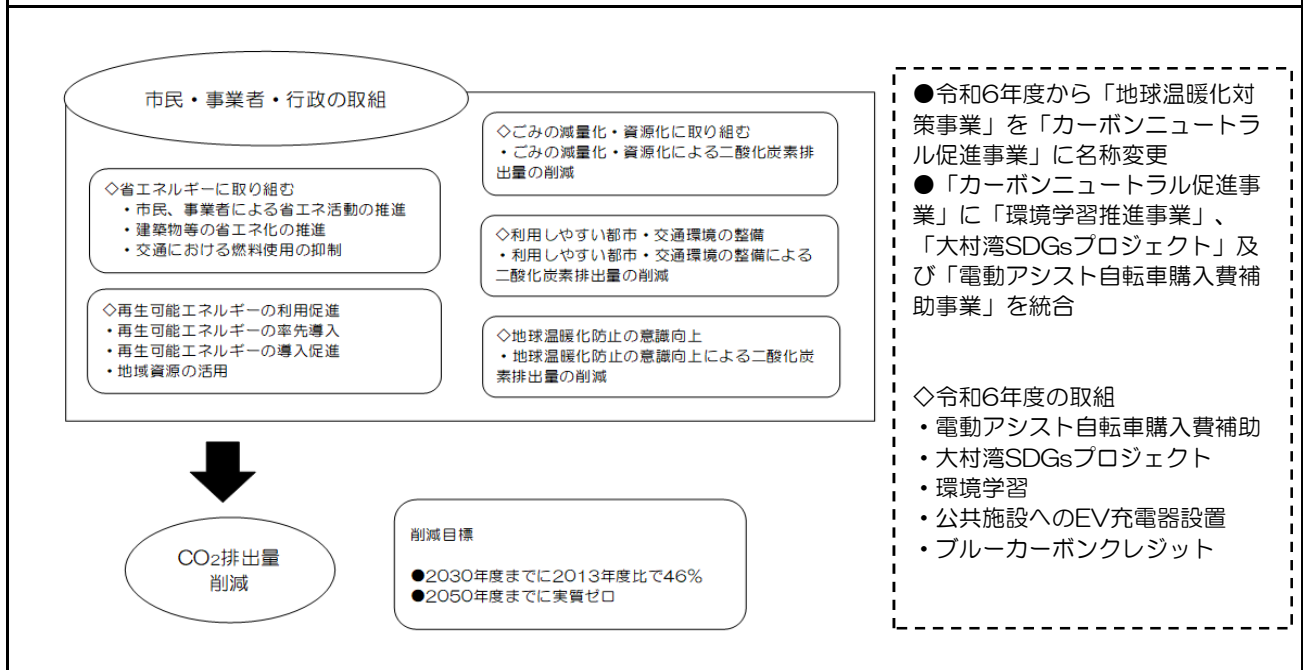 市民・事業者・行政の取組
◇省エネルギーに取り組む
・市民、事業者による省エネ活動の推進
・建築物等の省エネ化の推進
・交通における燃料使用の抑制
◇再生可能エネルギーの利用促進
・再生可能エネルギーの率先導入
・再生可能エネルギーの導入促進
・地域資源の活用
◇ごみの減量化・資源化に取り組む
・ごみの減量化・資源化による二酸化炭素排
出量の削減
◇利用しやすい都市・交通環境の整備
・利用しやすい都市・交通環境の整備による
二酸化炭素排出量の削減
◇地球温暖化防止の意識向上
・地球温暖化防止の意識向上による二酸化炭
素排出量の削減
CO2排出量
削減
削減目標
●2030年度までに2013年度比で46%
●2050年度までに実質ゼロ
●令和6年度から「地球温暖化対
策事業」を「カーボンニュートラ
ル促進事業」に名称変更
●「カーボンニュートラル促進事
業」に「環境学習推進事業」、
「大村湾SDGsプロジェクト」及
び「電動アシスト自転車購入費補
助事業」を統合
◇令和6年度の取組
・電動アシスト自転車購入費補助
・大村湾SDGsプロジェクト
・環境学習
・公共施設へのEV充電器設置
・ブルーカーボンクレジット